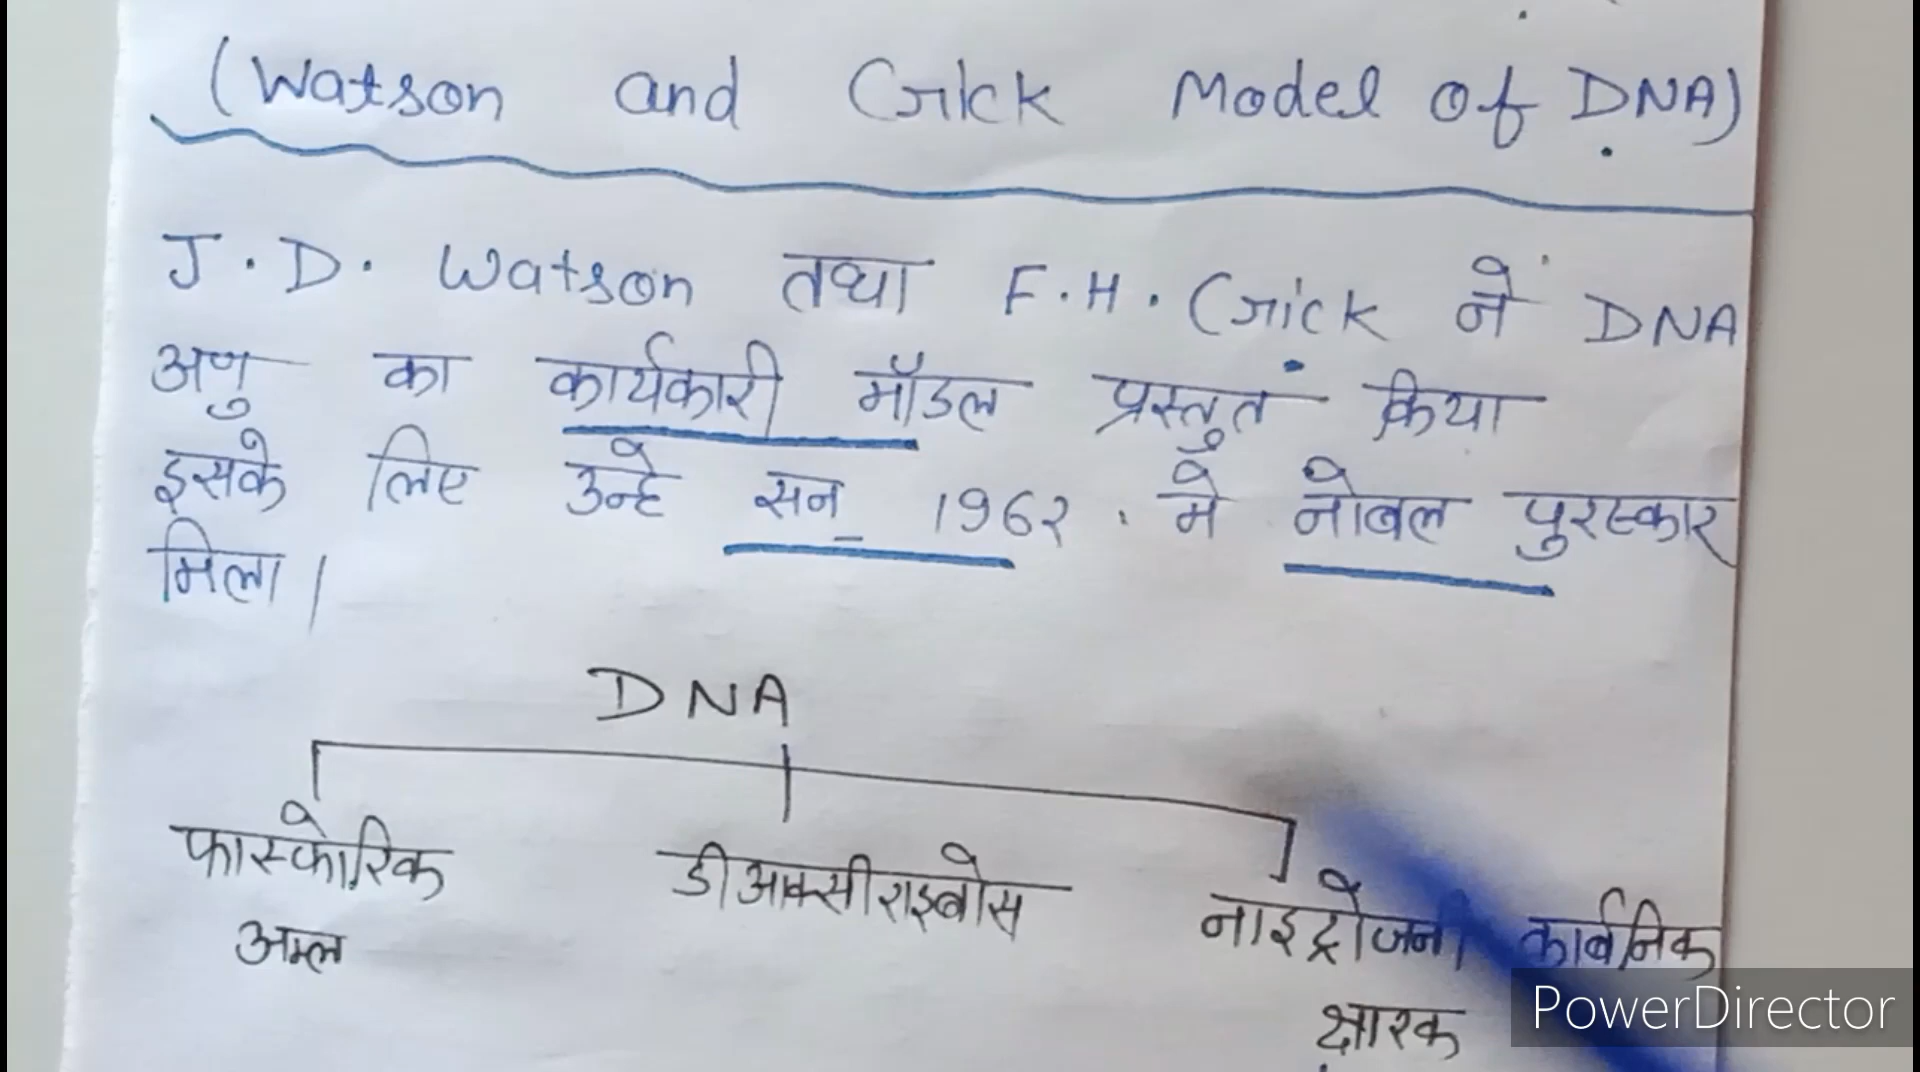 (Watson and Crick Model of DNA)
J. D. Watson तथा F.H. Crick ने DNA
अणु का कार्यकारी मॉडल प्रस्तुत किया
इसके लिए उन्हे सन् 1962 में नोबल पुरस्कार
मिला।
DNA
फास्फोरिक डीआक्सीराइबोस नाइट्रोजनी कार्बनिक
अम्ल
क्षारक
PowerDirector